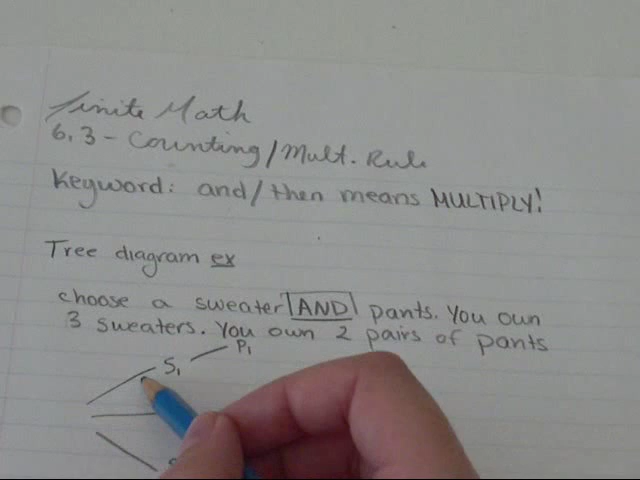 Finite Math
6.3 - Counting/Mult. Rule
Keyword: and/then means MULTIPLY!
Tree diagram ex
choose a sweater AND pants. You own
3 sweaters. You own 2 pairs of pants
S₁ P₁